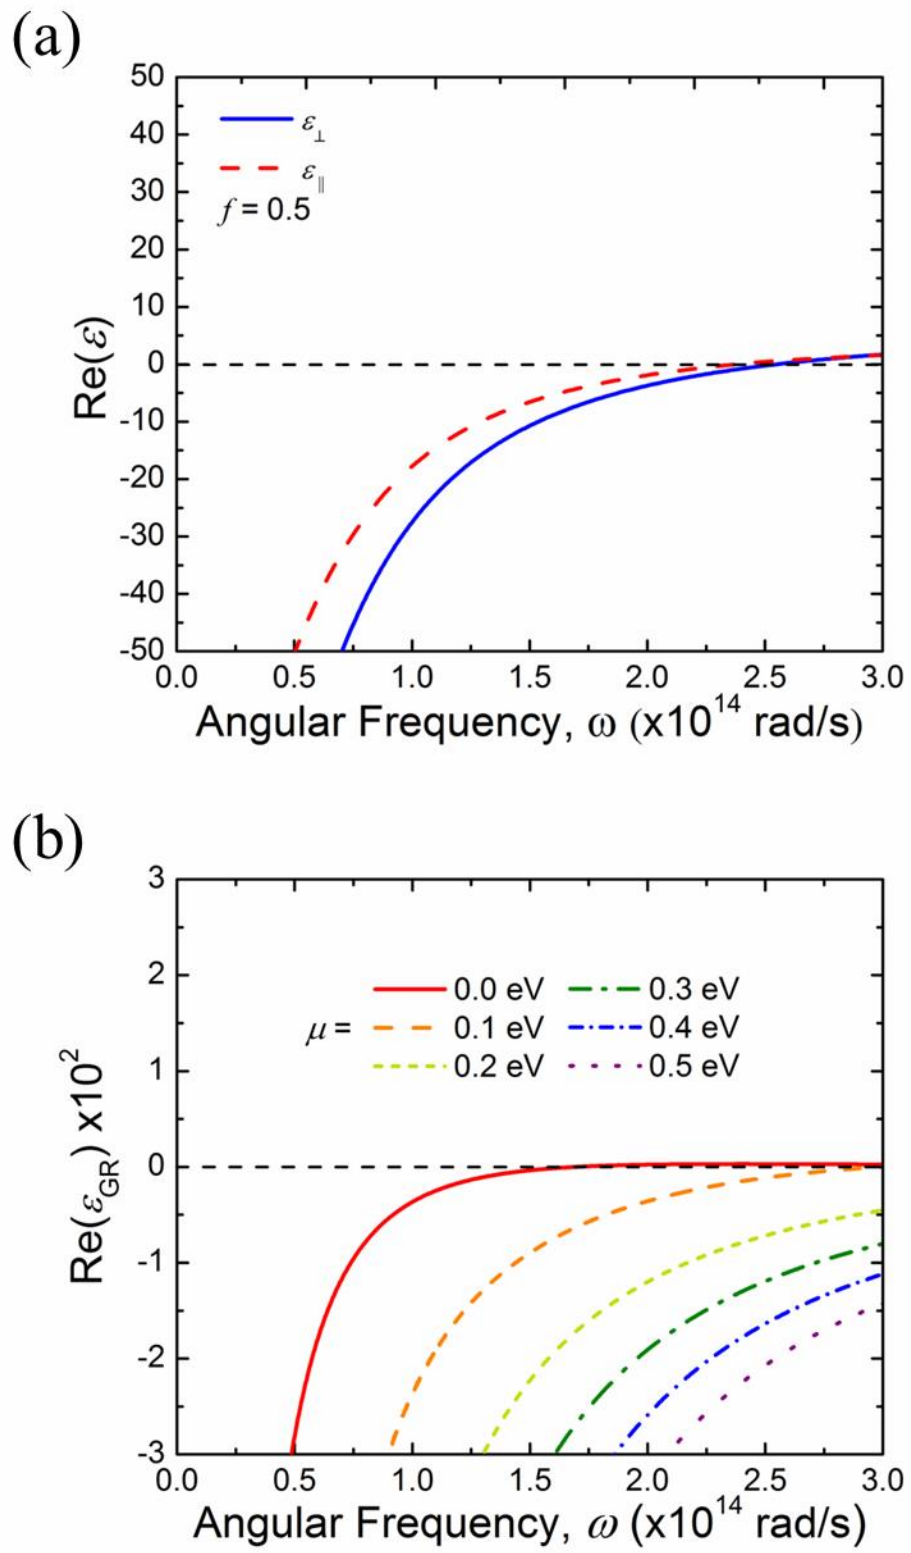 (a)
50
40
30
20
10
0
-10
-20
-30
-40
-50
Re(ε)
ε⊥
ε∥
f = 0.5
0.0 0.5 1.0 1.5 2.0 2.5 3.0
Angular Frequency, ω (x10¹⁴ rad/s)
(b)
3
2
1
0
-1
-2
-3
Re(ε_GR) x10²
μ =
0.0 eV 0.3 eV
0.1 eV 0.4 eV
0.2 eV 0.5 eV
0.0 0.5 1.0 1.5 2.0 2.5 3.0
Angular Frequency, ω (x10¹⁴ rad/s)